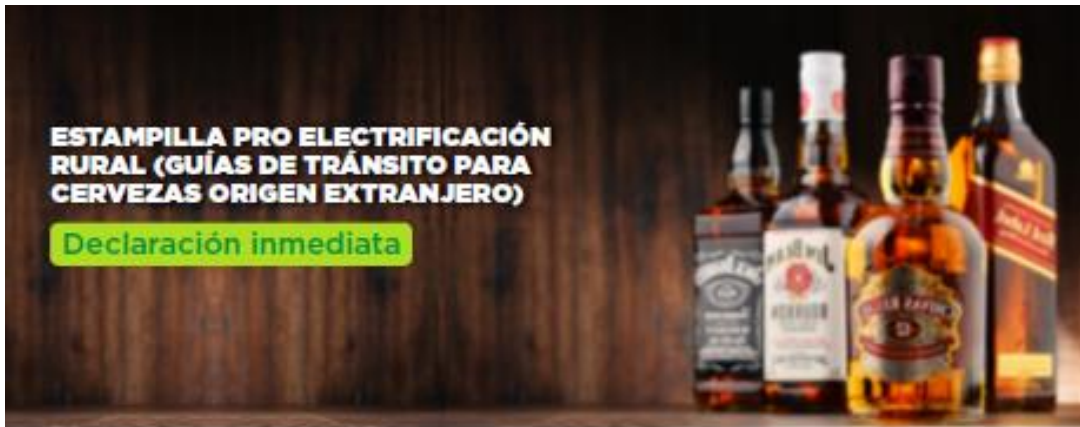 ESTAMPILLA PRO ELECTRIFICACIÓN
RURAL (GUÍAS DE TRÁNSITO PARA
CERVEZAS ORIGEN EXTRANJERO)
Declaración inmediata